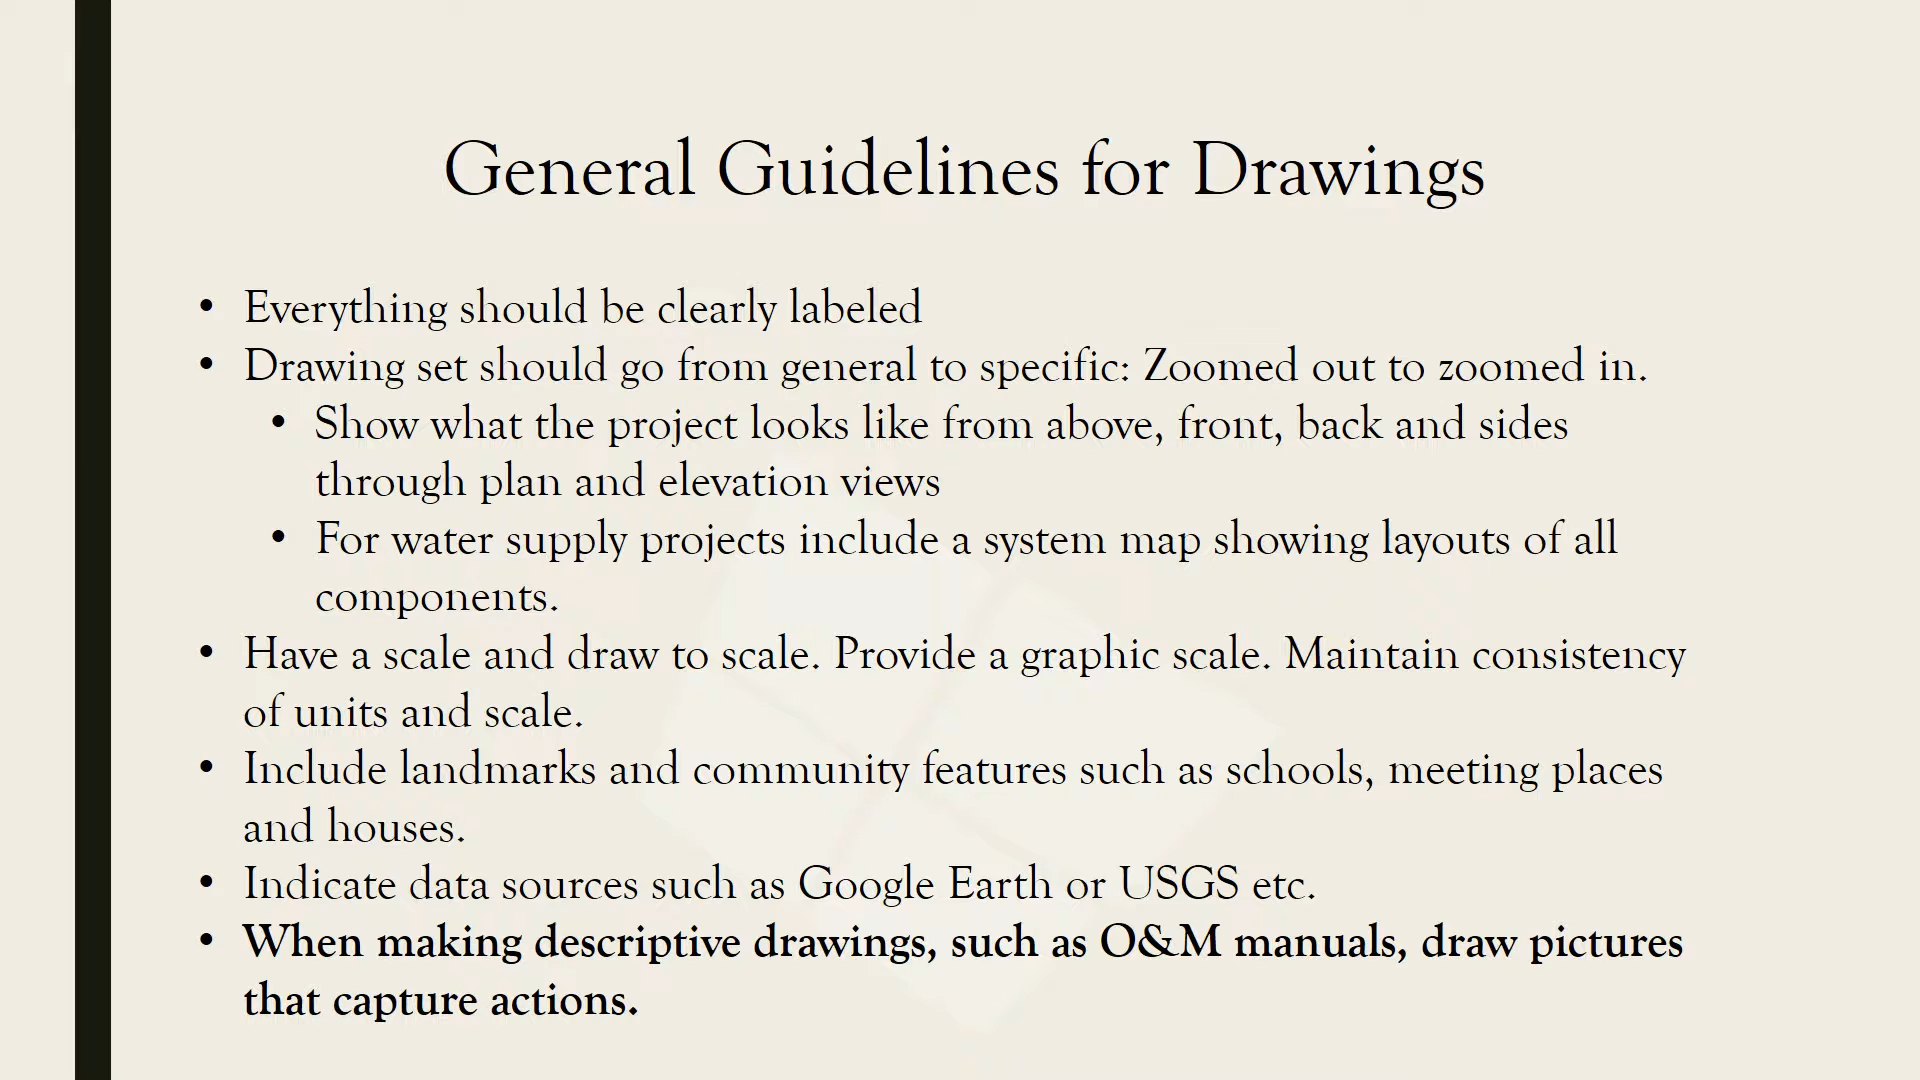 General Guidelines for Drawings
• Everything should be clearly labeled
• Drawing set should go from general to specific: Zoomed out to zoomed in.
• Show what the project looks like from above, front, back and sides
through plan and elevation views
• For water supply projects include a system map showing layouts of all
components.
• Have a scale and draw to scale. Provide a graphic scale. Maintain consistency
of units and scale.
• Include landmarks and community features such as schools, meeting places
and houses.
• Indicate data sources such as Google Earth or USGS etc.
• When making descriptive drawings, such as O&M manuals, draw pictures
that capture actions.